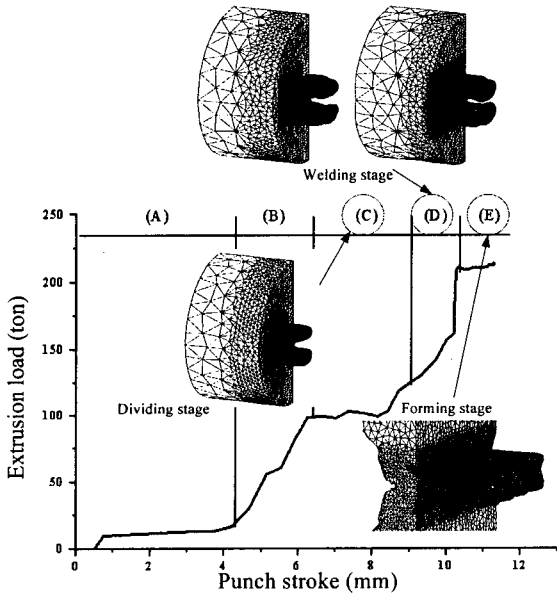 Welding stage
(A) (B) (C) (D) (E)
250
200
150
100
50
0
Extrusion load (ton)
Dividing stage
Forming stage
0 2 4 6 8 10 12
Punch stroke (mm)